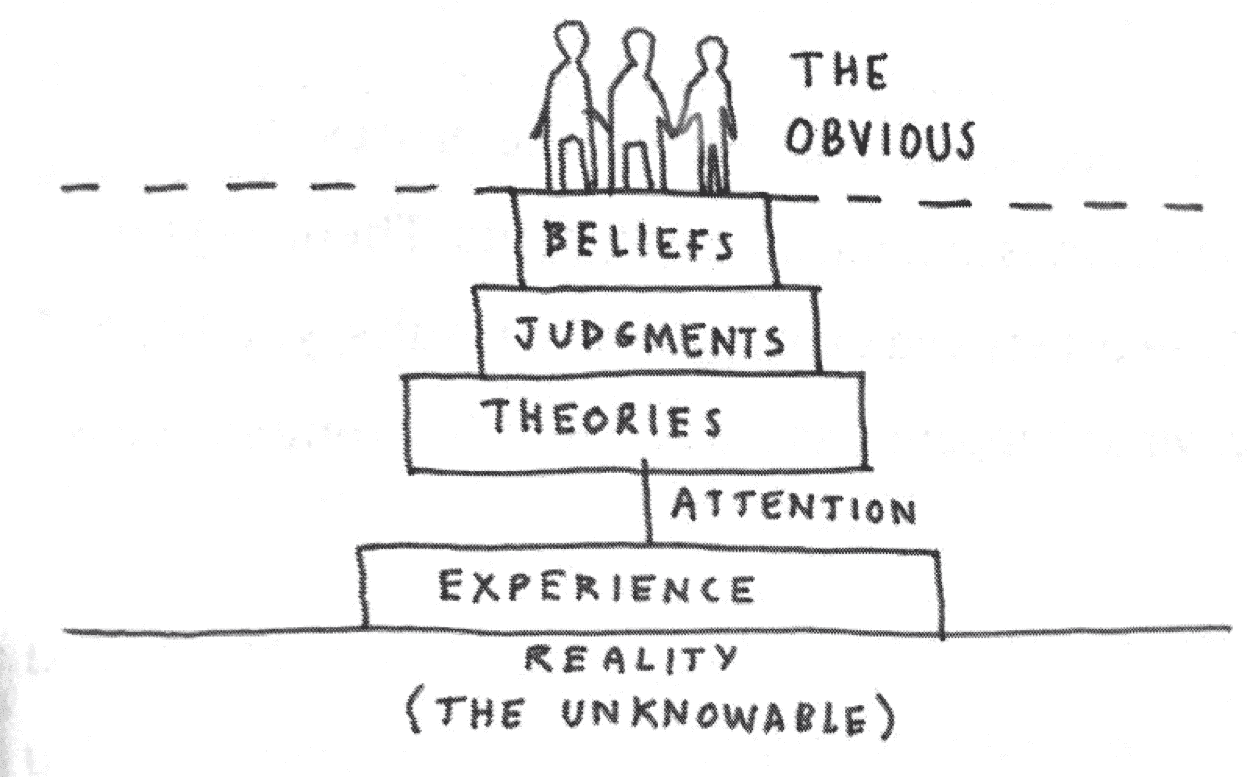 THE
OBVIOUS
BELIEFS
JUDGMENTS
THEORIES
ATTENTION
EXPERIENCE
REALITY
(THE UNKNOWABLE)